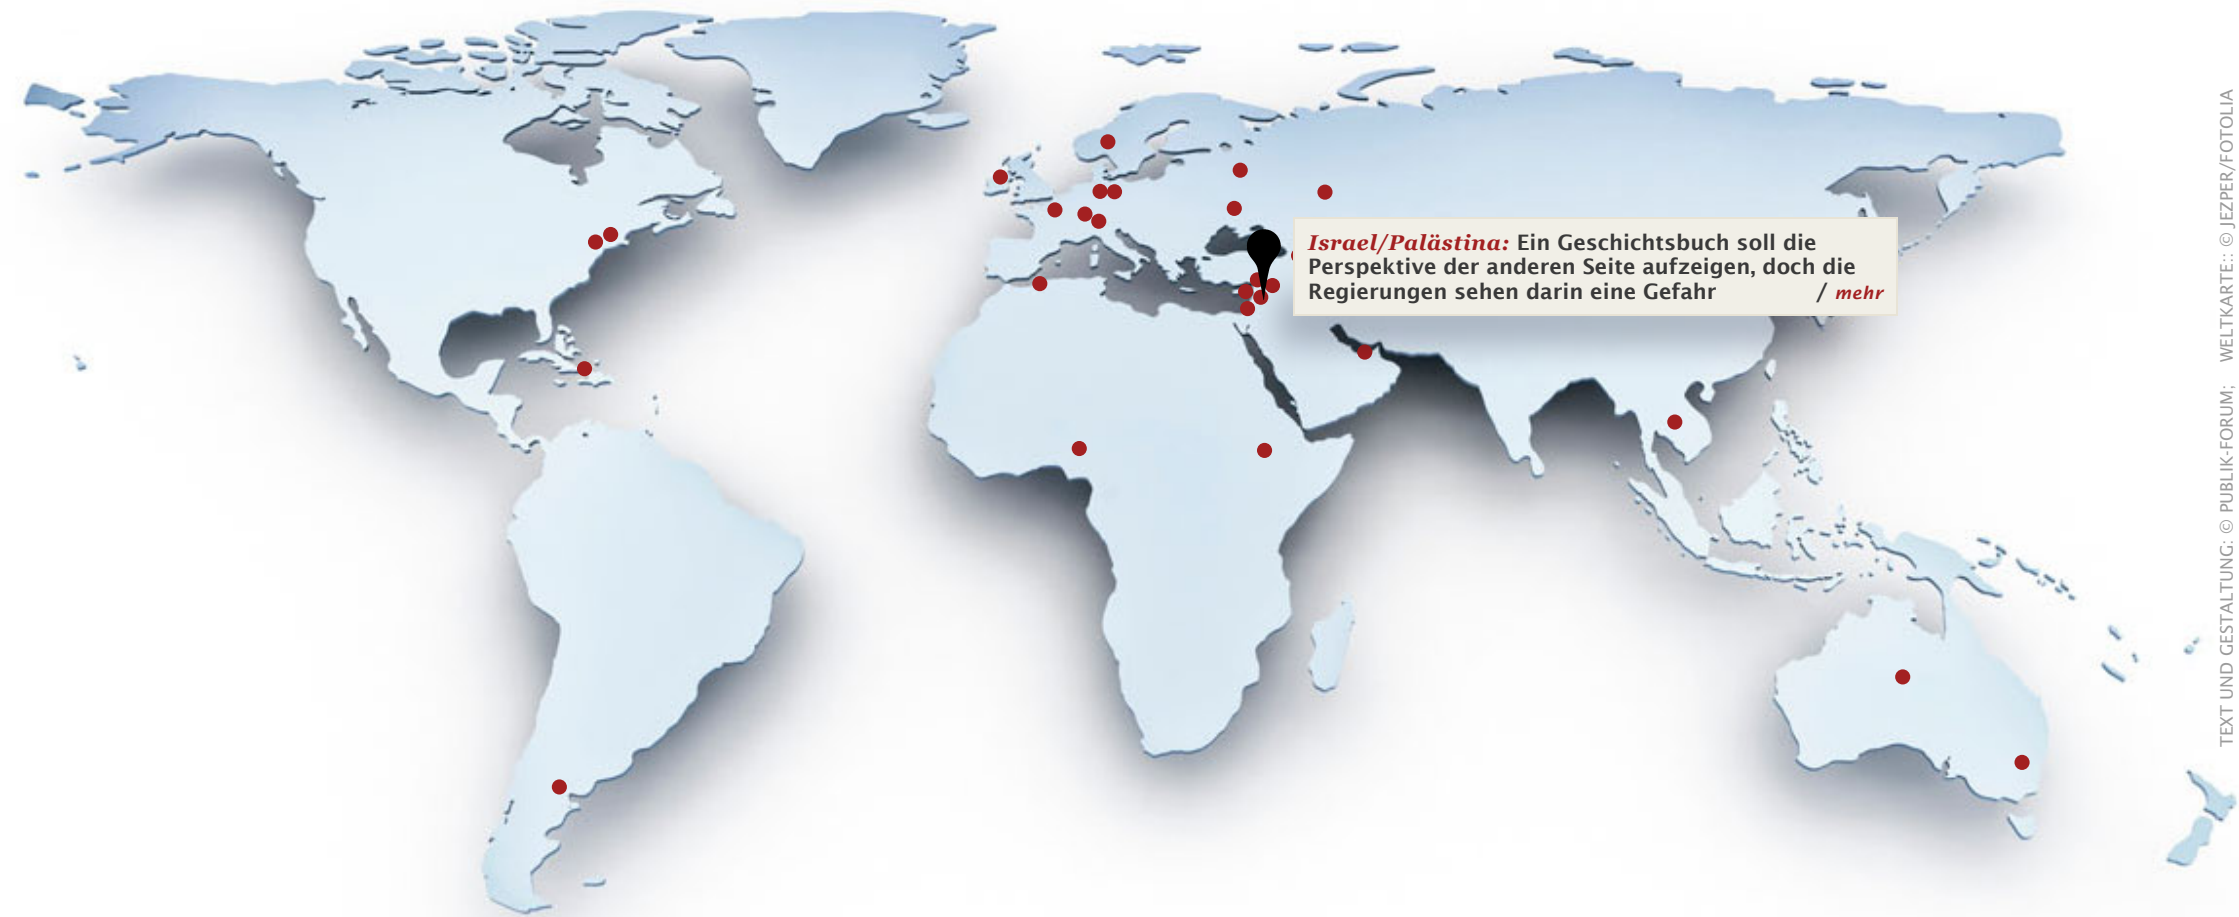 Israel/Palästina: Ein Geschichtsbuch soll die
Perspektive der anderen Seite aufzeigen, doch die
Regierungen sehen darin eine Gefahr / mehr
TEXT UND GESTALTUNG: © PUBLIK-FORUM; WELTKARTE:: © JEZPER/FOTOLIA